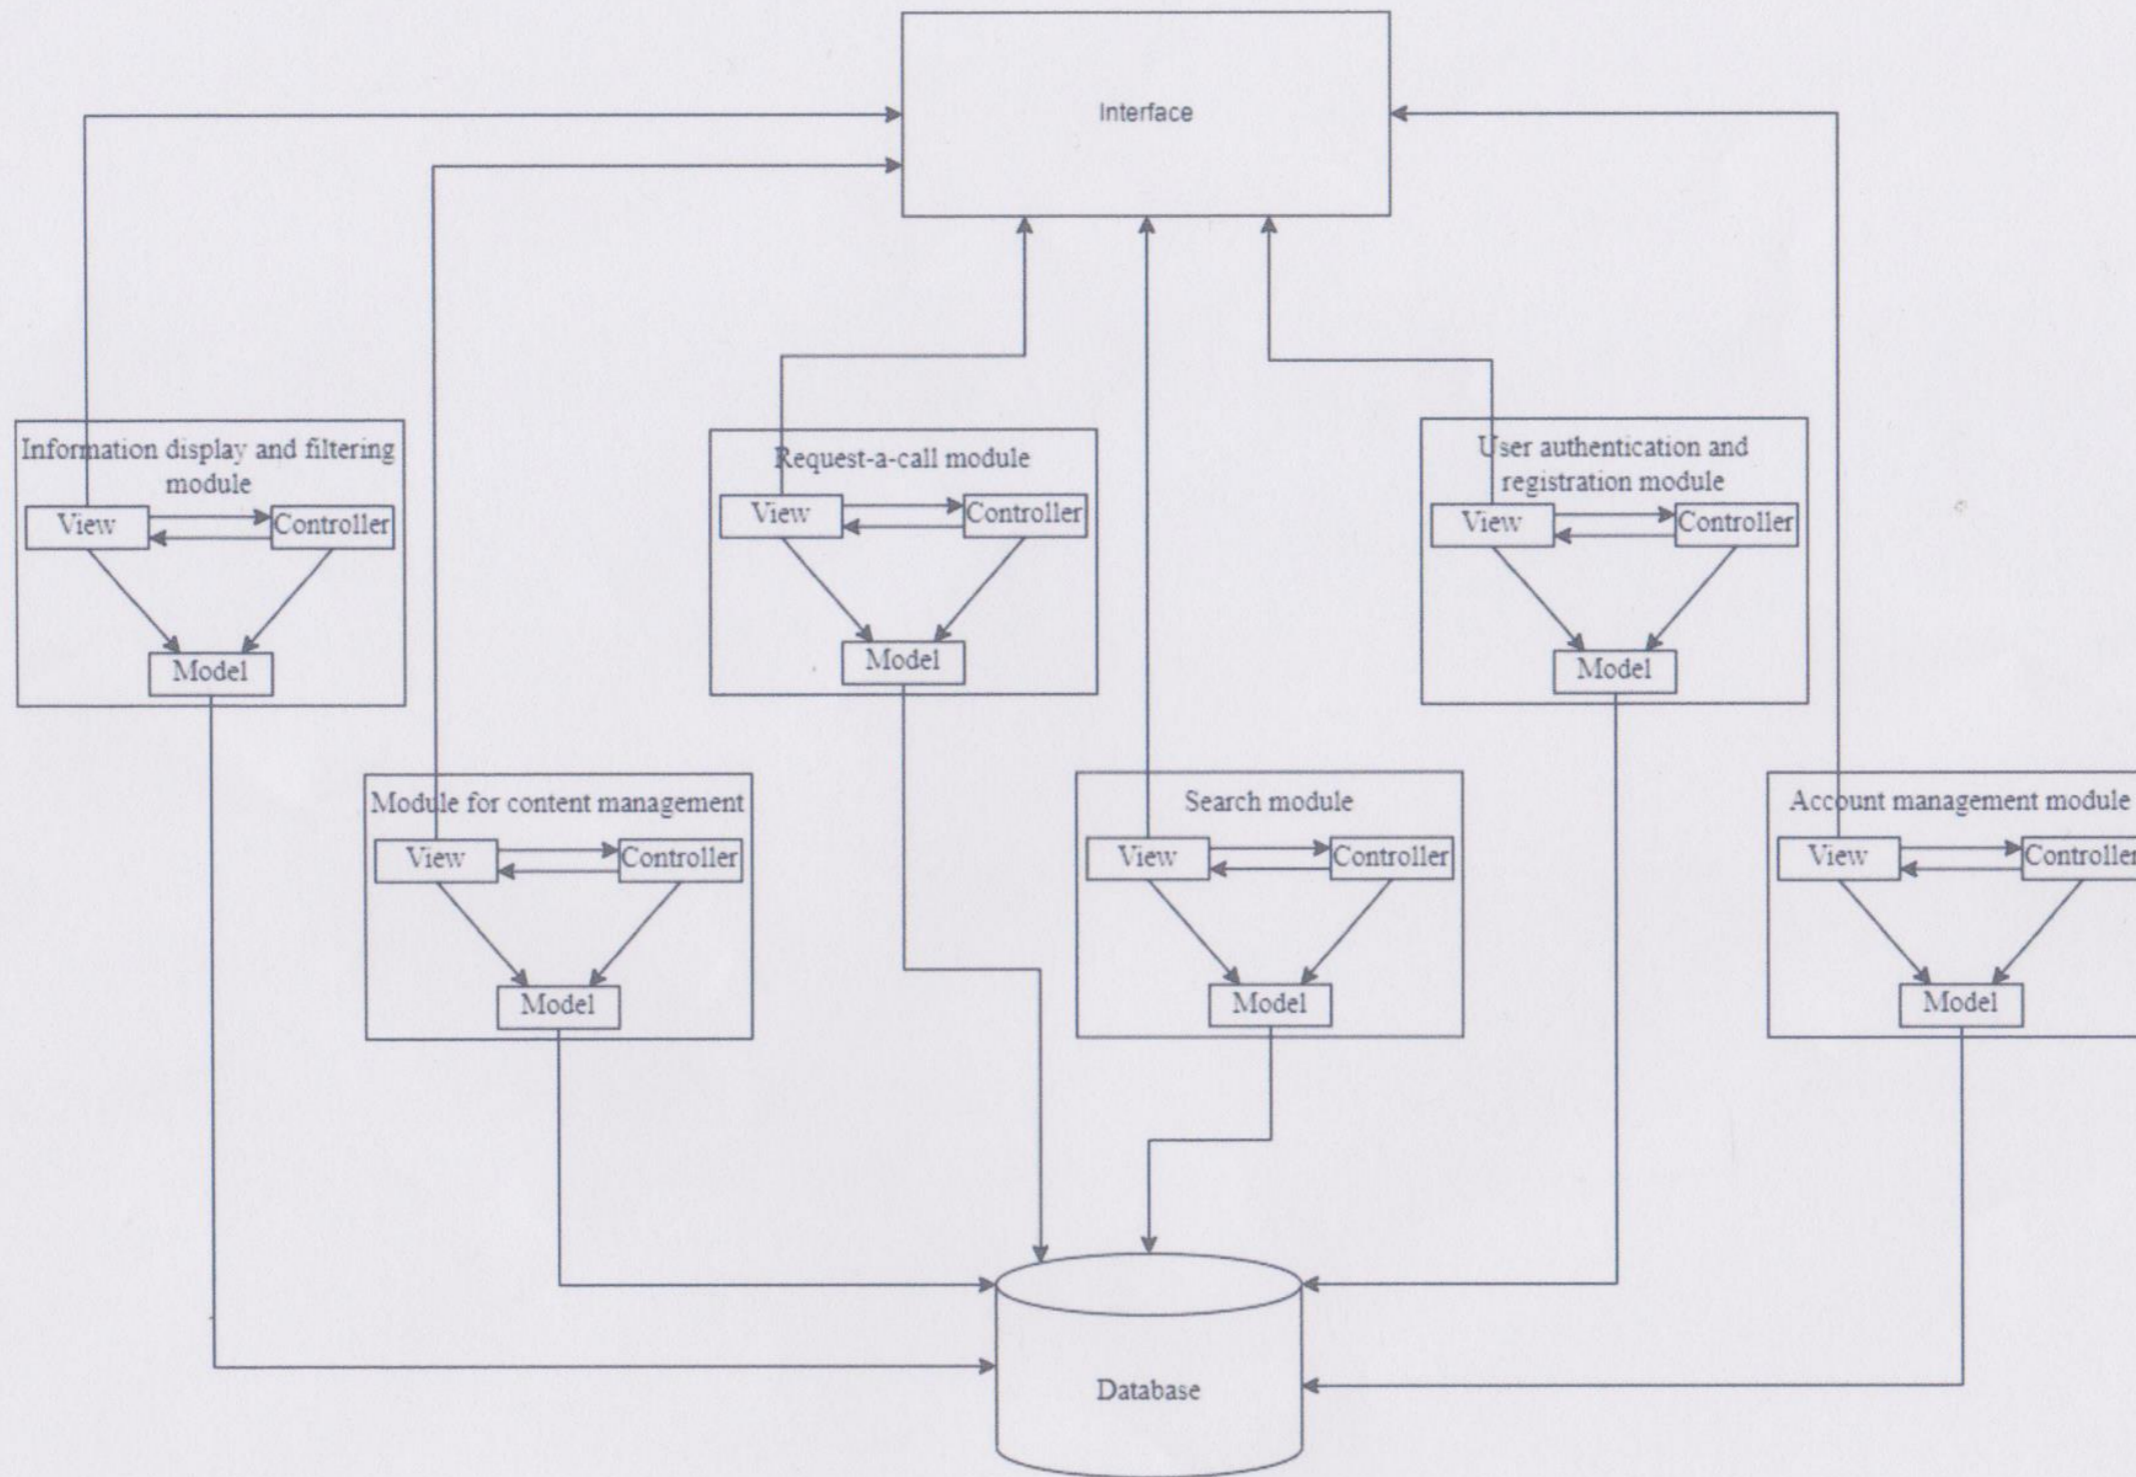 Interface
Information display and filtering
module
View
Controller
Model
Request-a-call module
View
Controller
Model
User authentication and
registration module
View
Controller
Model
Module for content management
View
Controller
Model
Search module
View
Controller
Model
Account management module
View
Controller
Model
Database